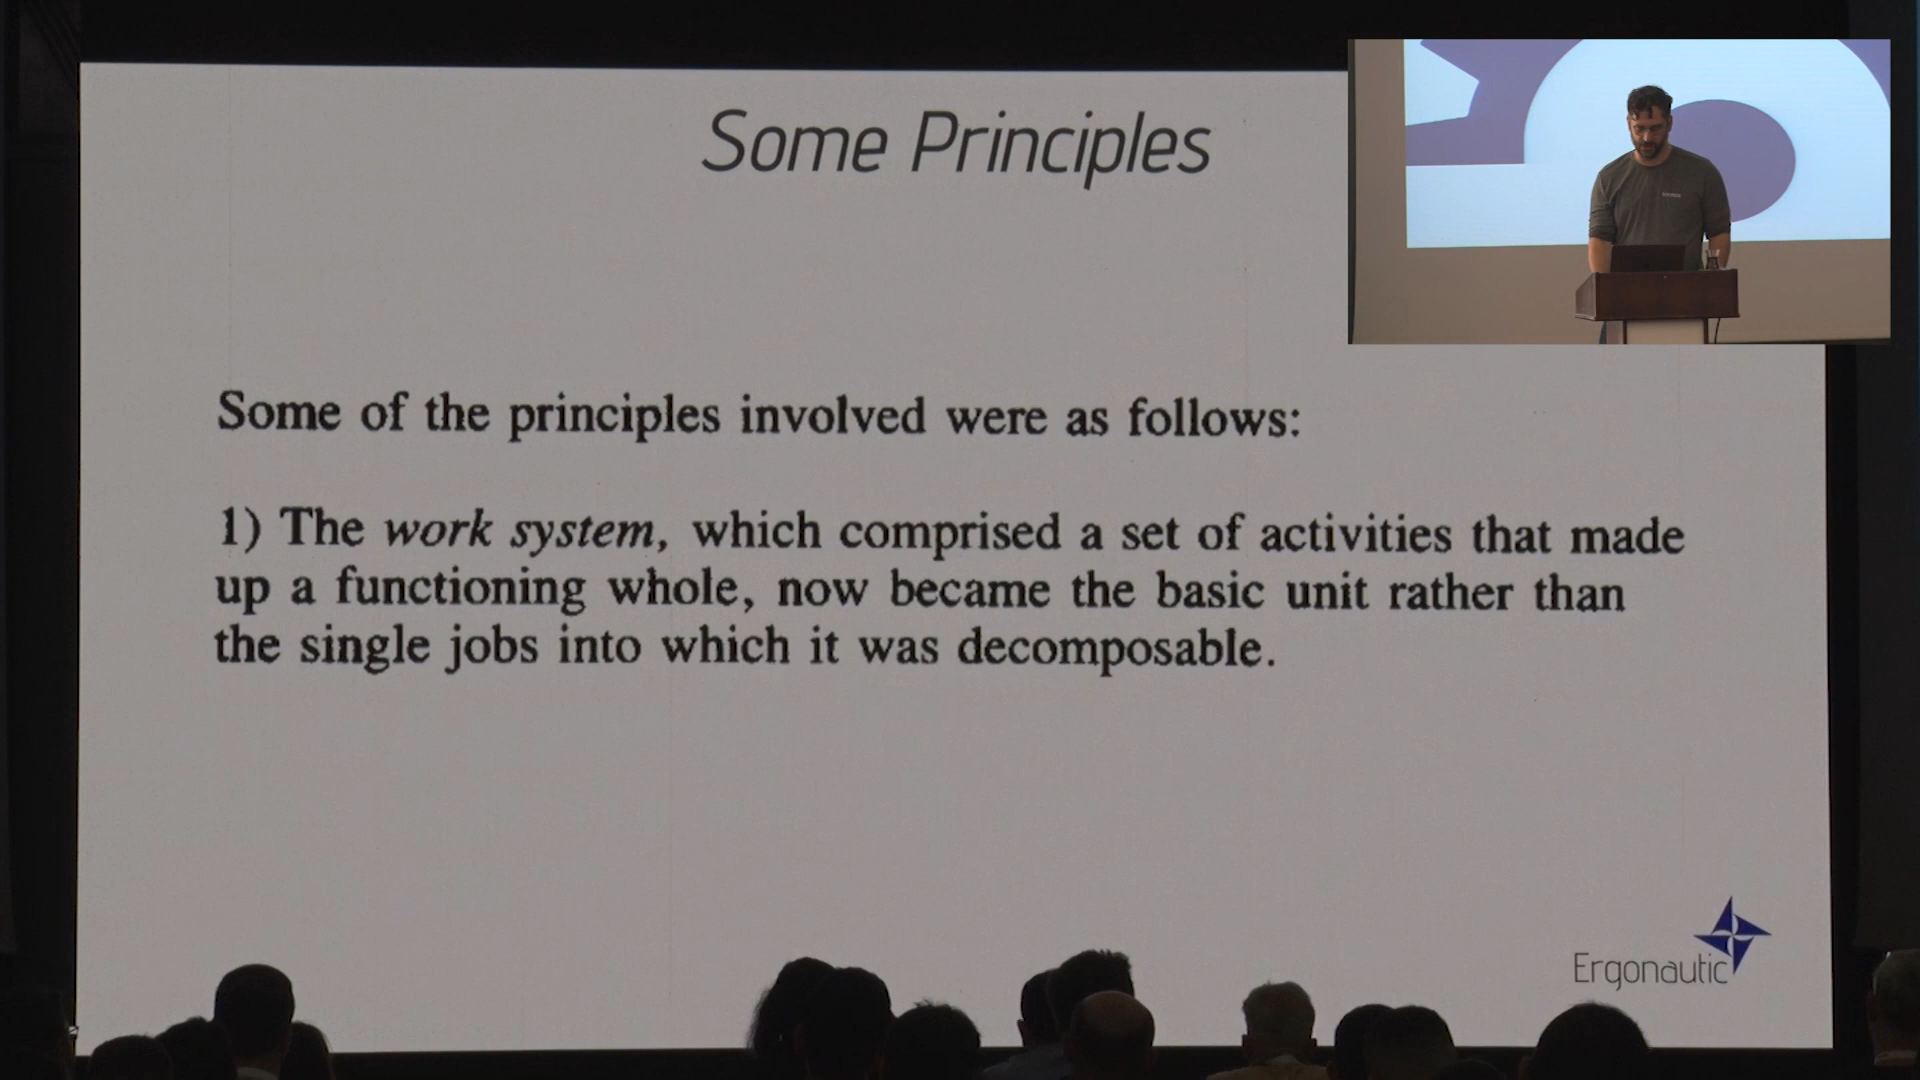 Some Principles
Some of the principles involved were as follows:
1) The work system, which comprised a set of activities that made
up a functioning whole, now became the basic unit rather than
the single jobs into which it was decomposable.
Ergonautic